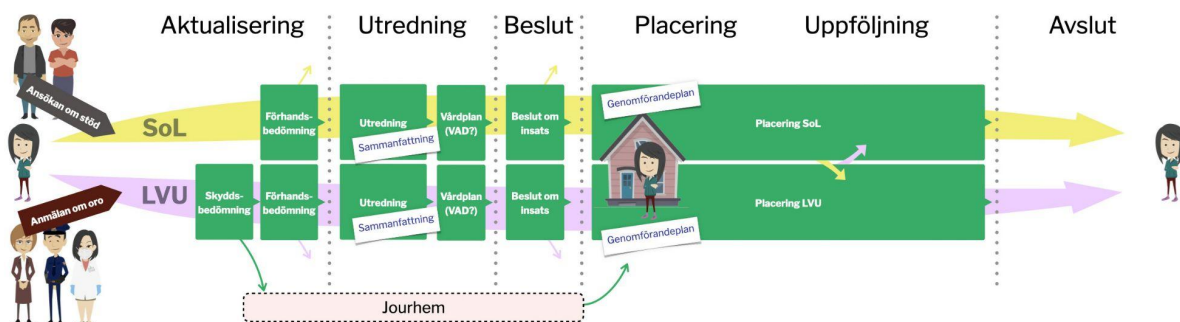 Aktualisering
Utredning
Beslut
Placering
Uppföljning
Avslut
Ansökan om stöd
SoL
Förhands-
bedömning
Utredning
Sammanfattning
Vårdplan
(VAD?)
Beslut om
insats
Genomförandeplan
Placering SoL
Anmälan om oro
LVU
Skydds-
bedömning
Förhands-
bedömning
Utredning
Sammanfattning
Vårdplan
(VAD?)
Beslut om
insats
Genomförandeplan
Placering LVU
Jourhem